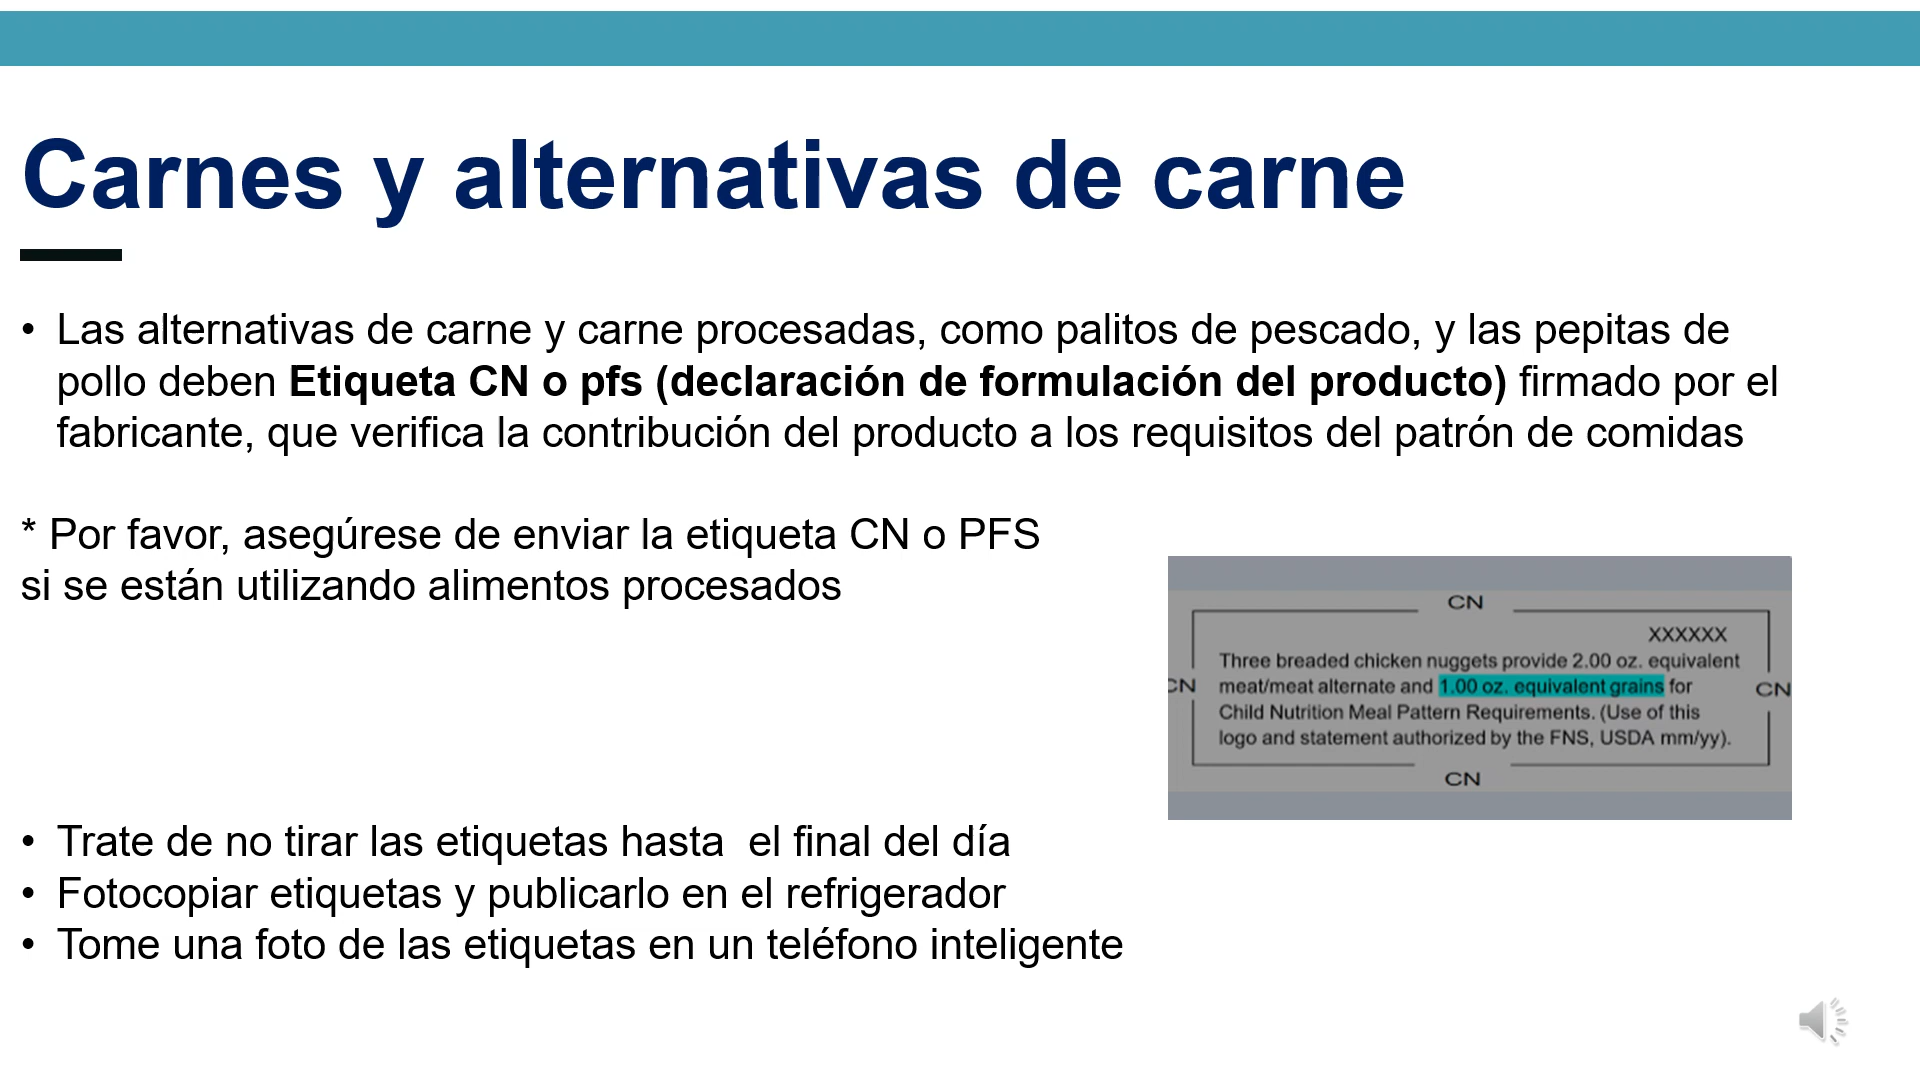 Carnes y alternativas de carne
• Las alternativas de carne y carne procesadas, como palitos de pescado, y las pepitas de
pollo deben Etiqueta CN o pfs (declaración de formulación del producto) firmado por el
fabricante, que verifica la contribución del producto a los requisitos del patrón de comidas
* Por favor, asegúrese de enviar la etiqueta CN o PFS
si se están utilizando alimentos procesados
CN
XXXXXX
Three breaded chicken nuggets provide 2.00 oz. equivalent
CN meat/meat alternate and 1.00 oz. equivalent grains for CN
Child Nutrition Meal Pattern Requirements. (Use of this
logo and statement authorized by the FNS, USDA mm/yy).
CN
• Trate de no tirar las etiquetas hasta  el final del día
• Fotocopiar etiquetas y publicarlo en el refrigerador
• Tome una foto de las etiquetas en un teléfono inteligente